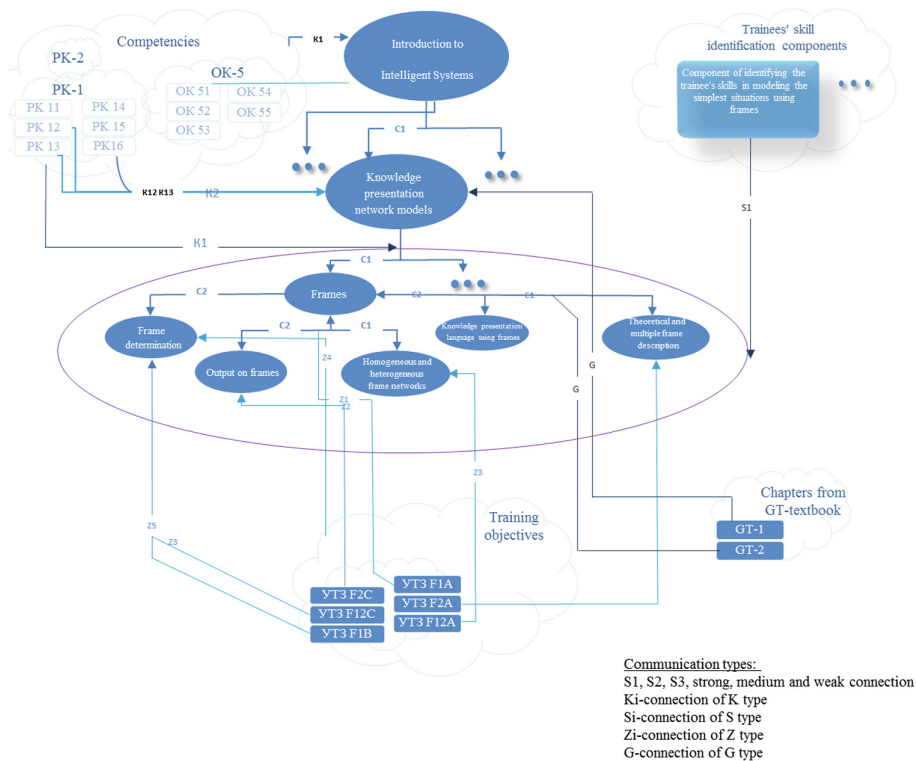 Competencies
PK-2
PK-1
PK 11
PK 14
PK 12
PK 15
PK 13
PK16
OK-5
OK 51
OK 54
OK 52
OK 55
OK 53
K1
Introduction to
Intelligent Systems
Trainees' skill
identification components
Component of identifying the
trainee's skills in modeling the
simplest situations using
frames
C1
K12 K13
K2
Knowledge
presentation
network models
S1
K1
C1
C2
Frames
C2
C1
Frame
determination
C2
C1
Knowledge presentation
language using frames
Theoretical and
multiple frame
description
Z4
Output on frames
Homogeneous and
heterogeneous
frame networks
G
G
Z1
Z2
Z3
Z5
Z3
Training
objectives
Chapters from
GT-textbook
GT-1
GT-2
УТЗ F2C
УТЗ F12C
УТЗ F1B
УТЗ F1A
УТЗ F2A
УТЗ F12A
Communication types:
S1, S2, S3, strong, medium and weak connection
Ki-connection of K type
Si-connection of S type
Zi-connection of Z type
G-connection of G type